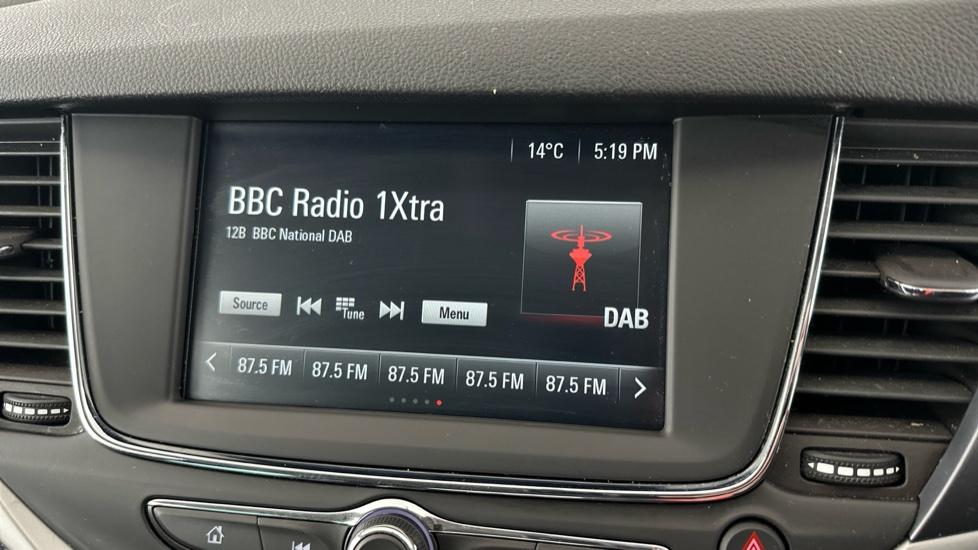 14°C 5:19 PM
BBC Radio 1Xtra
12B BBC National DAB
DAB
Source Tune Menu
87.5 FM 87.5 FM 87.5 FM 87.5 FM 87.5 FM